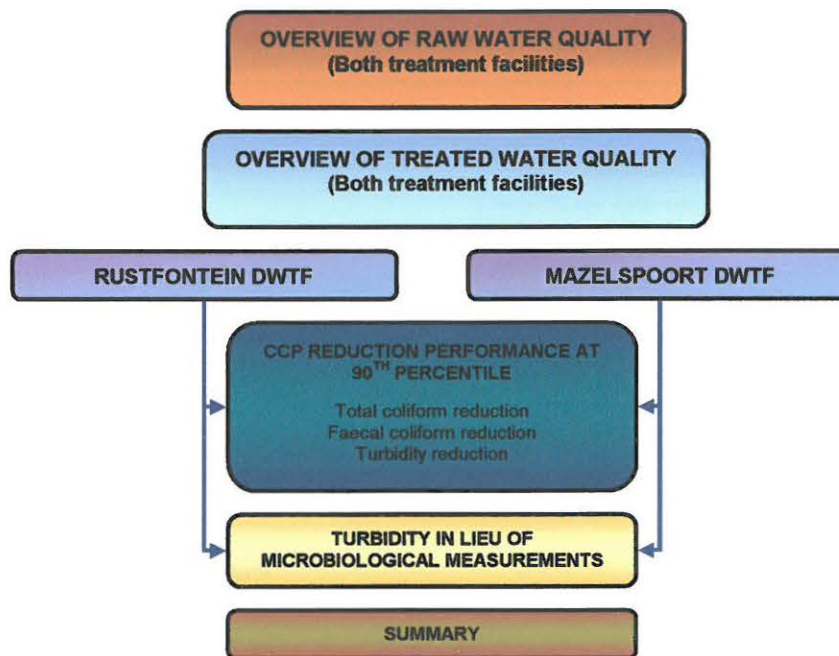 OVERVIEW OF RAW WATER QUALITY
(Both treatment facilities)
OVERVIEW OF TREATED WATER QUALITY
(Both treatment facilities)
RUSTFONTEIN DWTF
MAZELSPOORT DWTF
CCP REDUCTION PERFORMANCE AT
90TH PERCENTILE
Total coliform reduction
Faecal coliform reduction
Turbidity reduction
TURBIDITY IN LIEU OF
MICROBIOLOGICAL MEASUREMENTS
SUMMARY